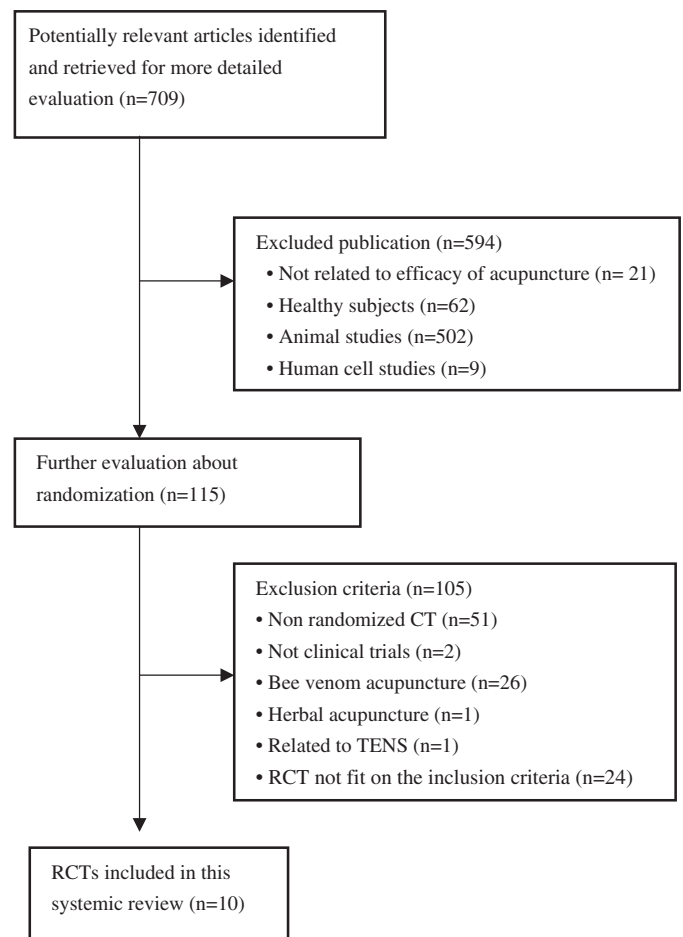 Potentially relevant articles identified
and retrieved for more detailed
evaluation (n=709)
Excluded publication (n=594)
• Not related to efficacy of acupuncture (n= 21)
• Healthy subjects (n=62)
• Animal studies (n=502)
• Human cell studies (n=9)
Further evaluation about
randomization (n=115)
Exclusion criteria (n=105)
• Non randomized CT (n=51)
• Not clinical trials (n=2)
• Bee venom acupuncture (n=26)
• Herbal acupuncture (n=1)
• Related to TENS (n=1)
• RCT not fit on the inclusion criteria (n=24)
RCTs included in this
systemic review (n=10)